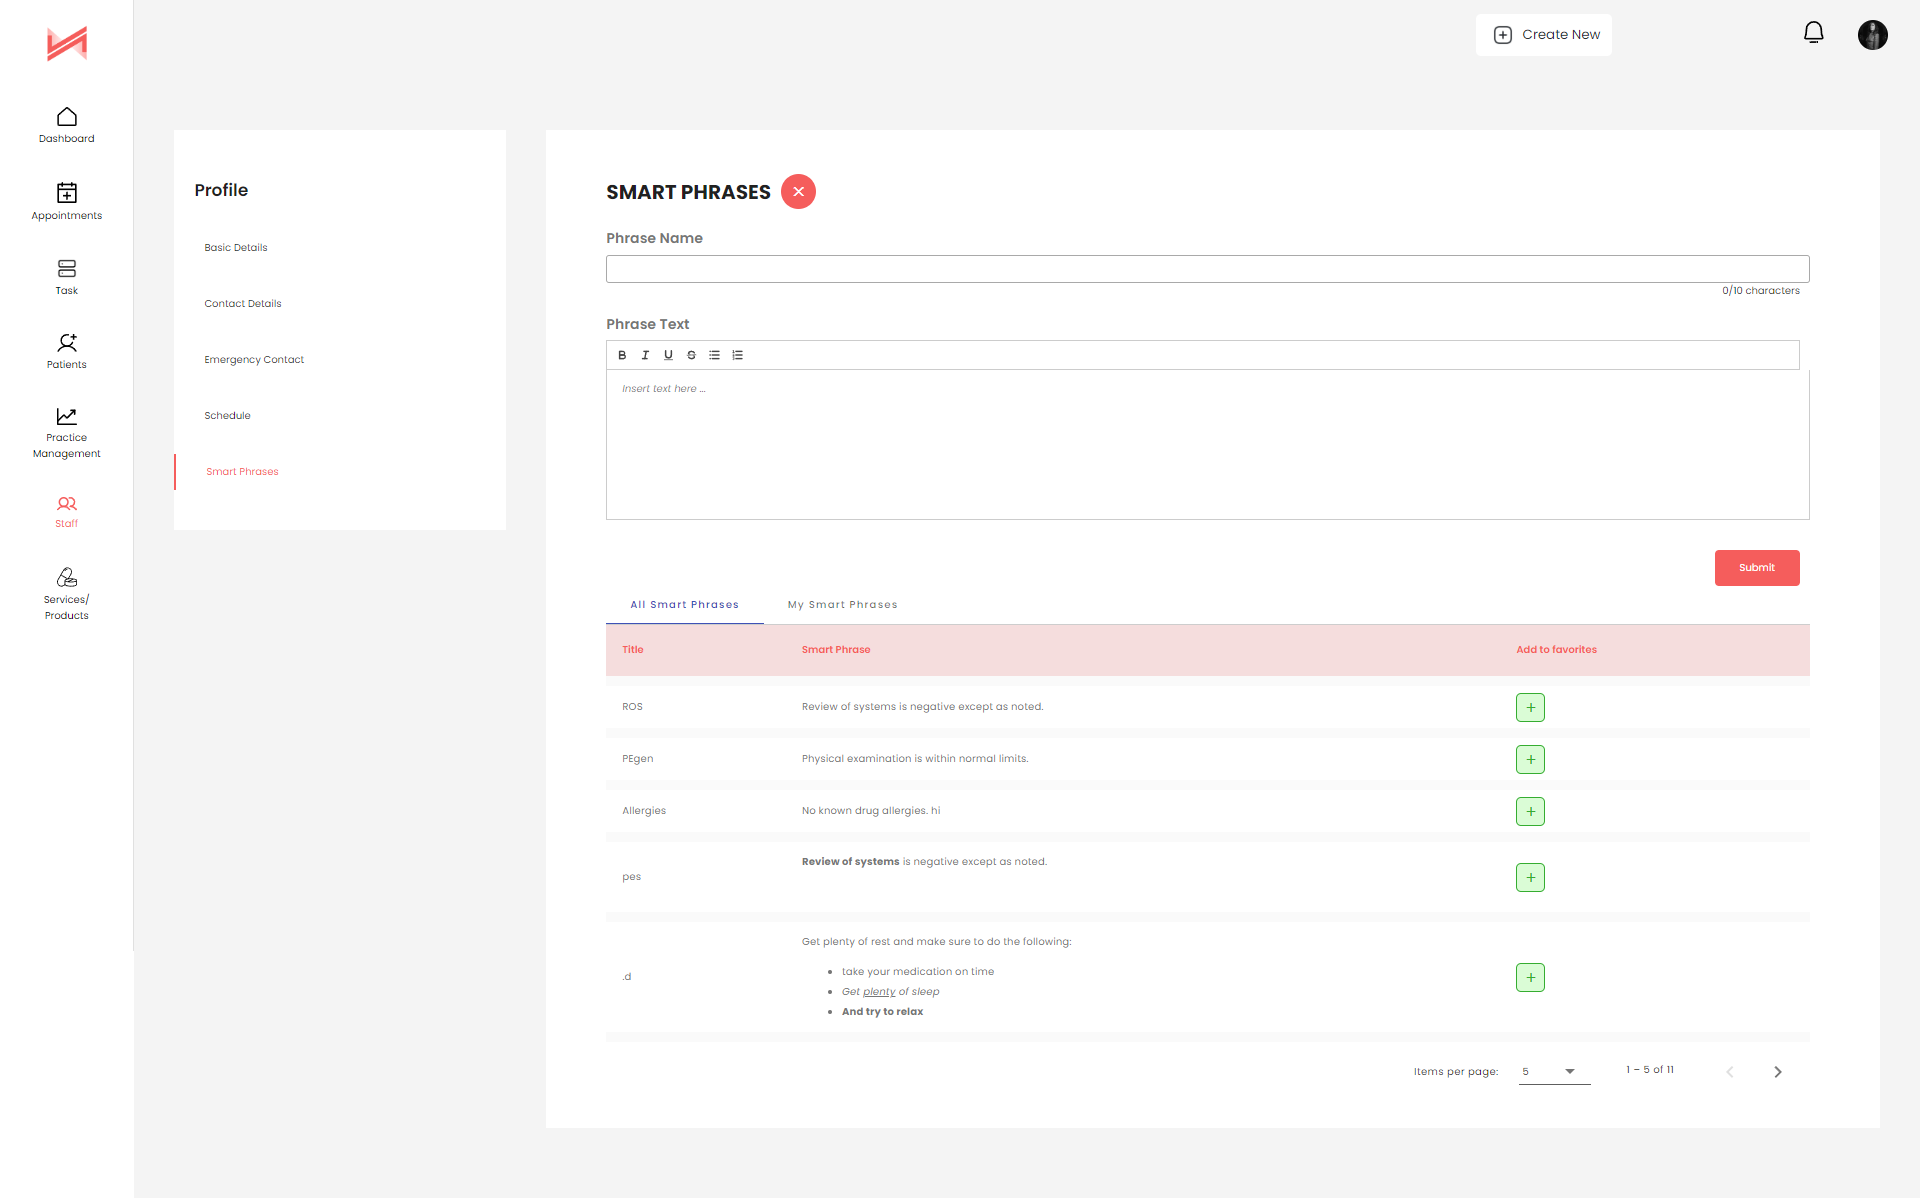 Create New
Dashboard
Appointments
Task
Patients
Practice
Management
Staff
Services/
Products
Profile
Basic Details
Contact Details
Emergency Contact
Schedule
Smart Phrases
SMART PHRASES
Phrase Name
0/10 characters
Phrase Text
B I U S
Insert text here ...
Submit
All Smart Phrases My Smart Phrases
Title Smart Phrase Add to favorites
ROS Review of systems is negative except as noted.
PEgen Physical examination is within normal limits.
Allergies No known drug allergies. hi
pes Review of systems is negative except as noted.
.d Get plenty of rest and make sure to do the following:
take your medication on time
Get plenty of sleep
And try to relax
Items per page: 5 1 – 5 of 11